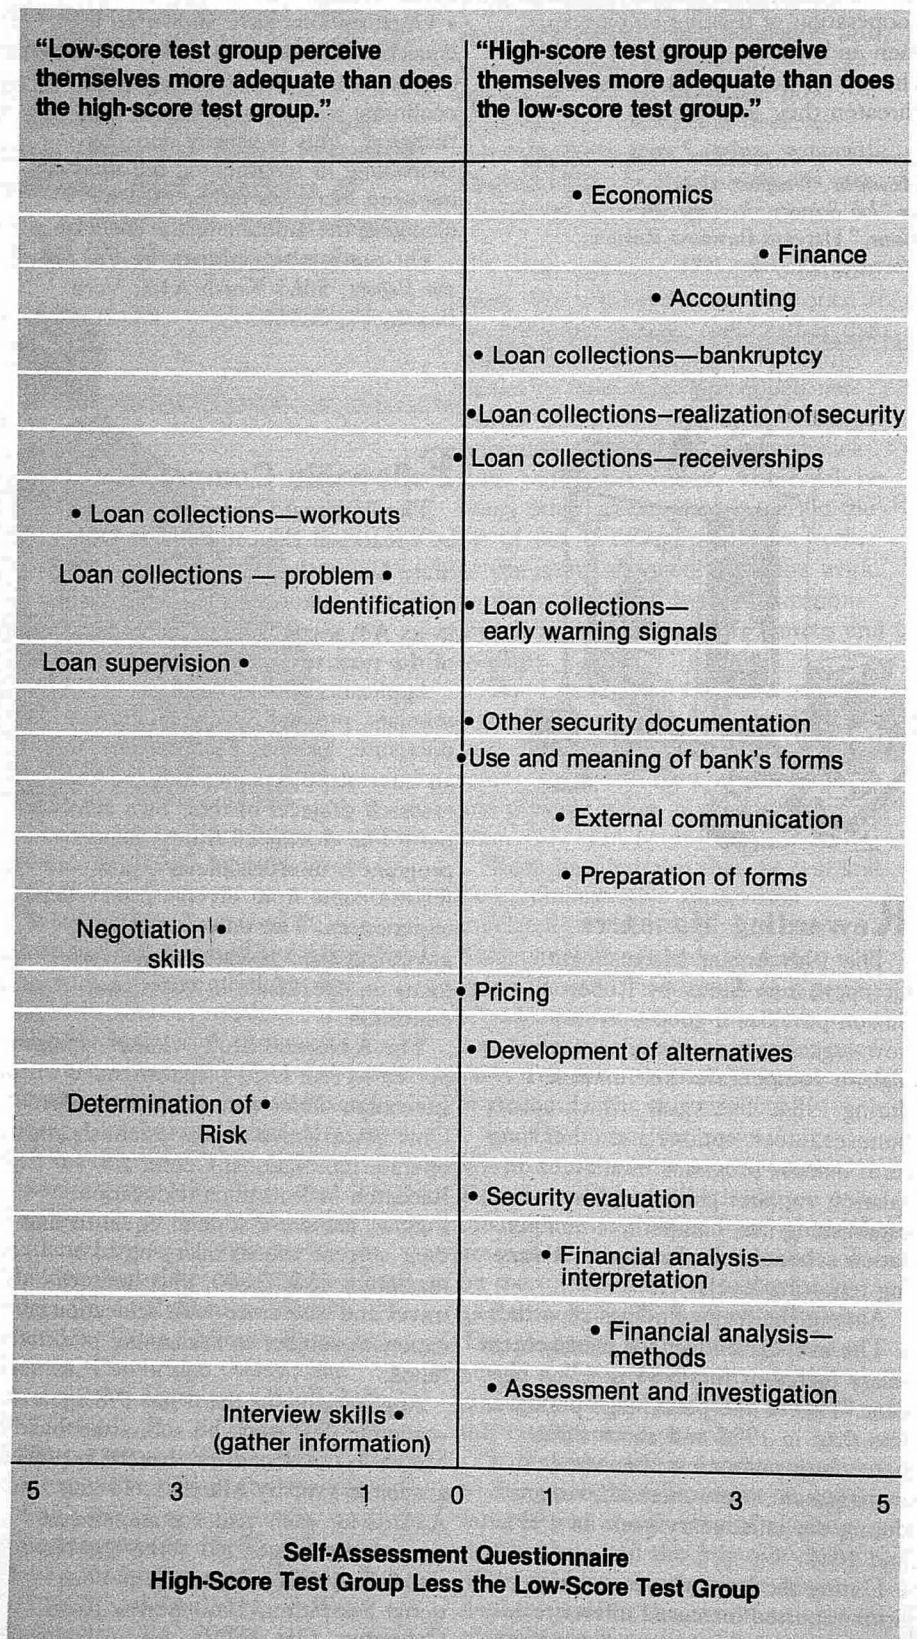 “Low-score test group perceive
themselves more adequate than does
the high-score test group.”
“High-score test group perceive
themselves more adequate than does
the low-score test group.”
• Economics
• Finance
• Accounting
• Loan collections—bankruptcy
•Loan collections–realization of security
• Loan collections—receiverships
• Loan collections—workouts
Loan collections — problem •
Identification
• Loan collections—
early warning signals
Loan supervision •
• Other security documentation
•Use and meaning of bank's forms
• External communication
• Preparation of forms
Negotiation •
skills
• Pricing
• Development of alternatives
Determination of •
Risk
• Security evaluation
• Financial analysis—
interpretation
• Financial analysis—
methods
• Assessment and investigation
Interview skills •
(gather information)
5 3 1 0 1 3 5
Self-Assessment Questionnaire
High-Score Test Group Less the Low-Score Test Group